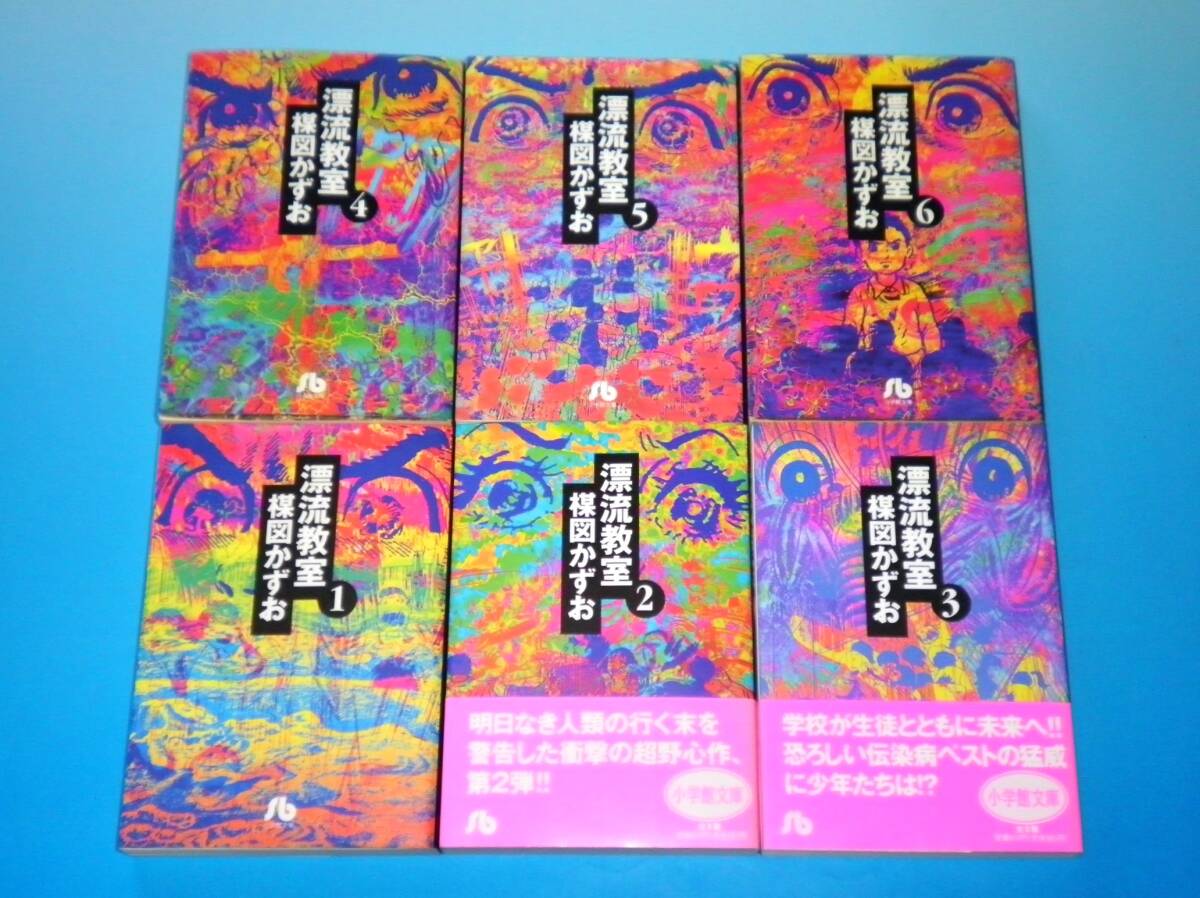 漂流教室
楳図かずお
4
漂流教室
楳図かずお
5
漂流教室
楳図かずお
6
漂流教室
楳図かずお
1
漂流教室
楳図かずお
2
明日なき人類の行く末を
警告した衝撃の超野心作、
第2弾!!
小学館文庫
漂流教室
楳図かずお
3
学校が生徒とともに未来へ!!
恐ろしい伝染病ペストの猛威
に少年たちは!?
小学館文庫